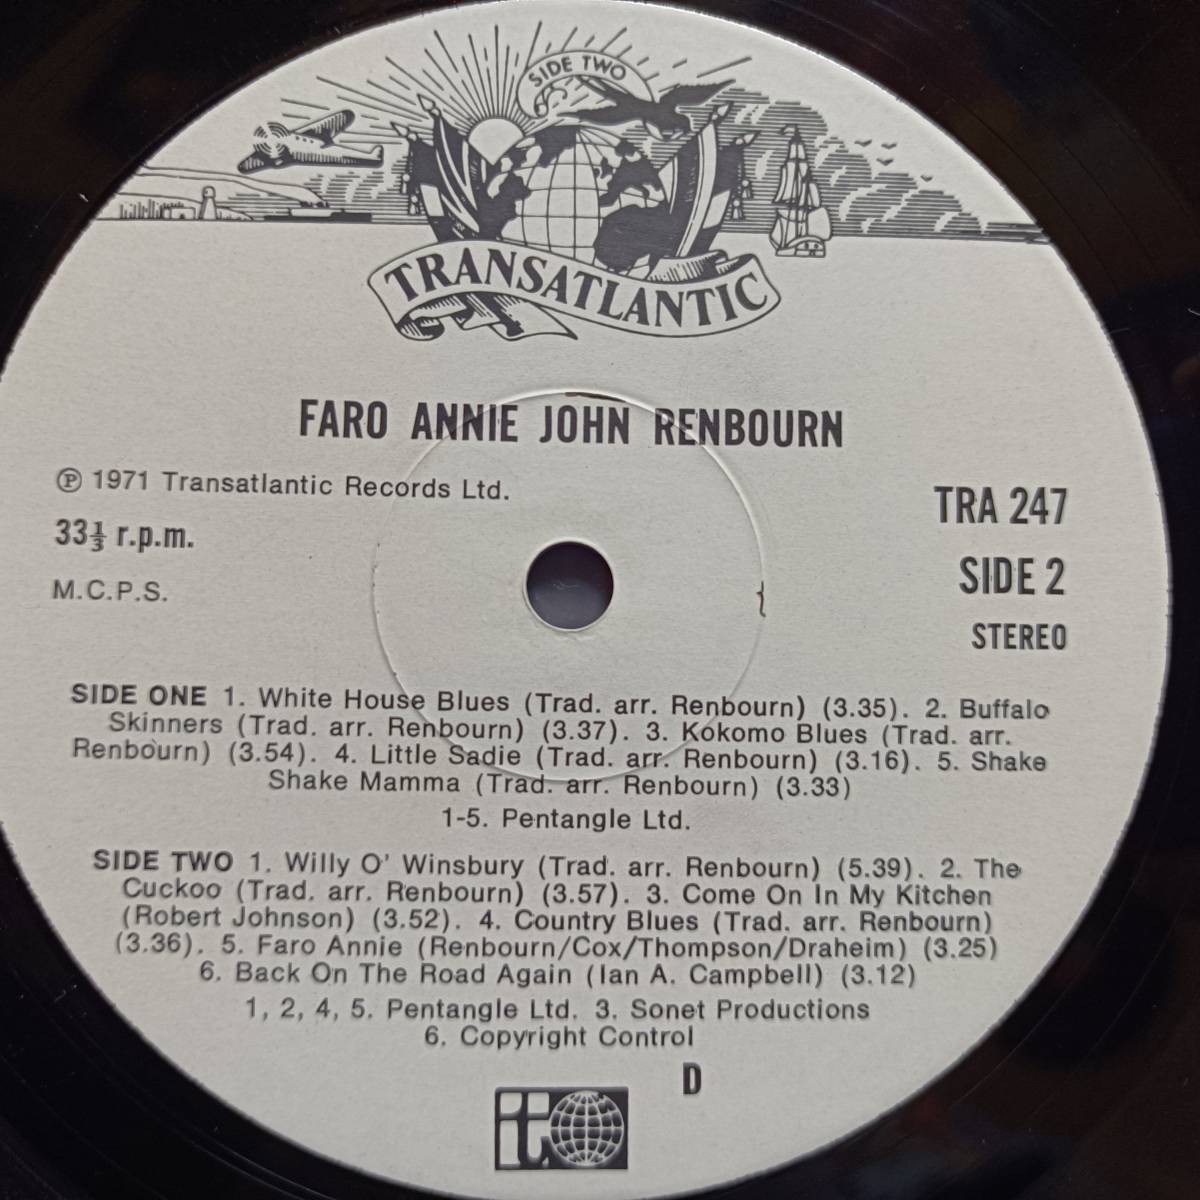 SIDE TWO
TRANSATLANTIC
FARO ANNIE JOHN RENBOURN
℗ 1971 Transatlantic Records Ltd.
33⅓ r.p.m.
M.C.P.S.
TRA 247
SIDE 2
STEREO
SIDE ONE 1. White House Blues (Trad. arr. Renbourn) (3.35). 2. Buffalo
Skinners (Trad. arr. Renbourn) (3.37). 3. Kokomo Blues (Trad. arr.
Renbourn) (3.54). 4. Little Sadie (Trad. arr. Renbourn) (3.16). 5. Shake
Shake Mamma (Trad. arr. Renbourn) (3.33)
1-5. Pentangle Ltd.
SIDE TWO 1. Willy O' Winsbury (Trad. arr. Renbourn) (5.39). 2. The
Cuckoo (Trad. arr. Renbourn) (3.57). 3. Come On In My Kitchen
(Robert Johnson) (3.52). 4. Country Blues (Trad. arr. Renbourn)
(3.36). 5. Faro Annie (Renbourn/Cox/Thompson/Draheim) (3.25)
6. Back On The Road Again (Ian A. Campbell) (3.12)
1, 2, 4, 5. Pentangle Ltd. 3. Sonet Productions
6. Copyright Control
D
it